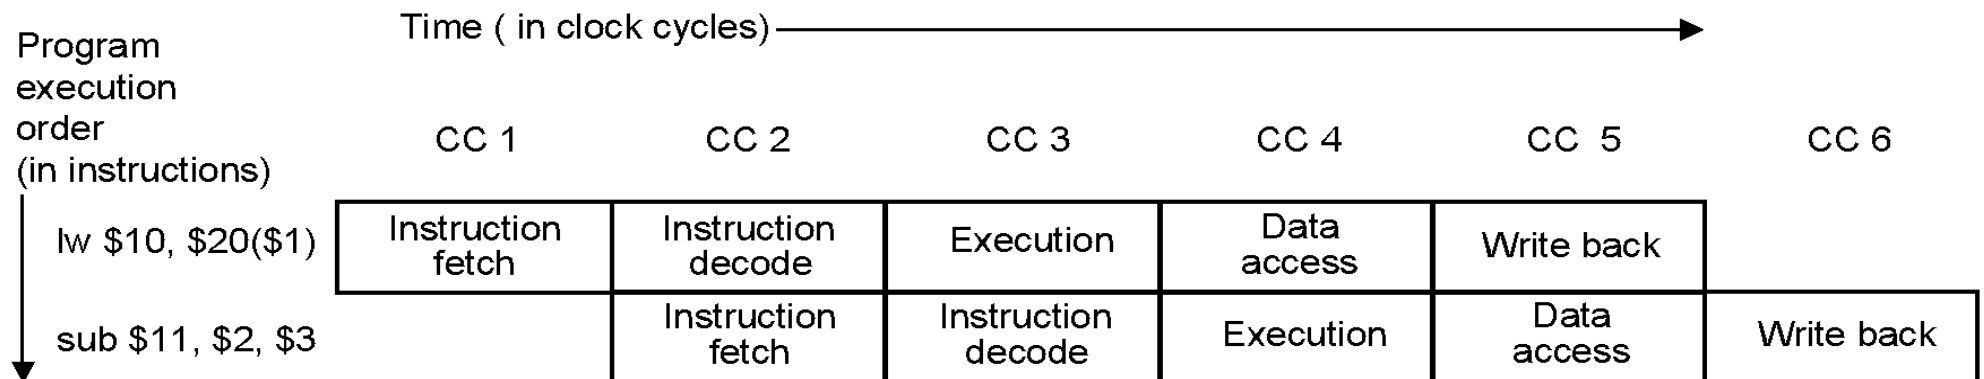 Time ( in clock cycles)
Program
execution
order
(in instructions)
CC 1 CC 2 CC 3 CC 4 CC 5 CC 6
lw $10, $20($1)
Instruction
fetch
Instruction
decode
Execution
Data
access
Write back
sub $11, $2, $3
Instruction
fetch
Instruction
decode
Execution
Data
access
Write back